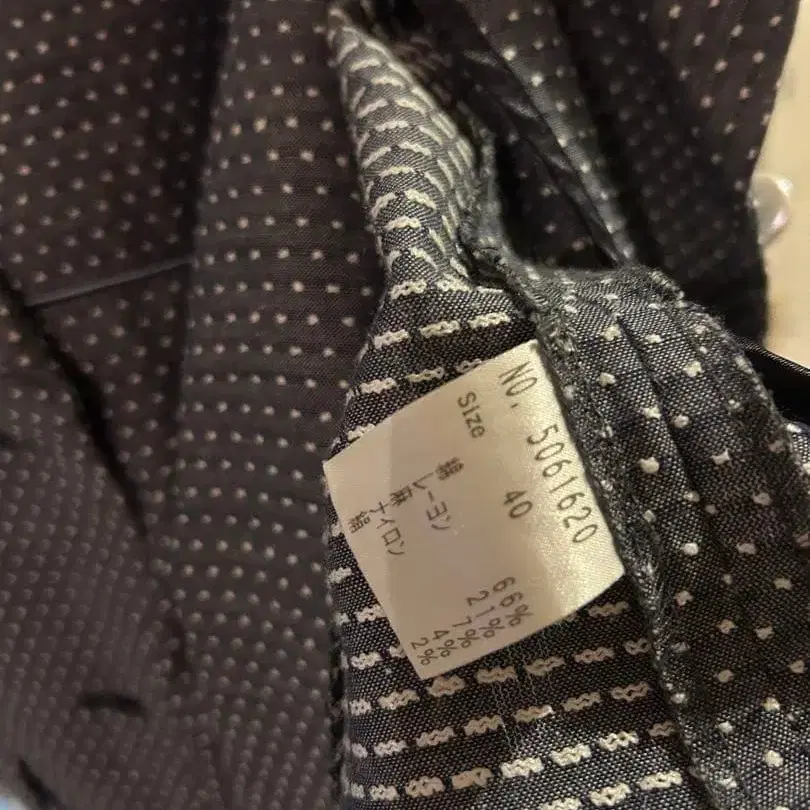 NO. 5061620
Size 40
綿 66%
レーヨン 21%
麻 7%
ナイロン 4%
絹 2%